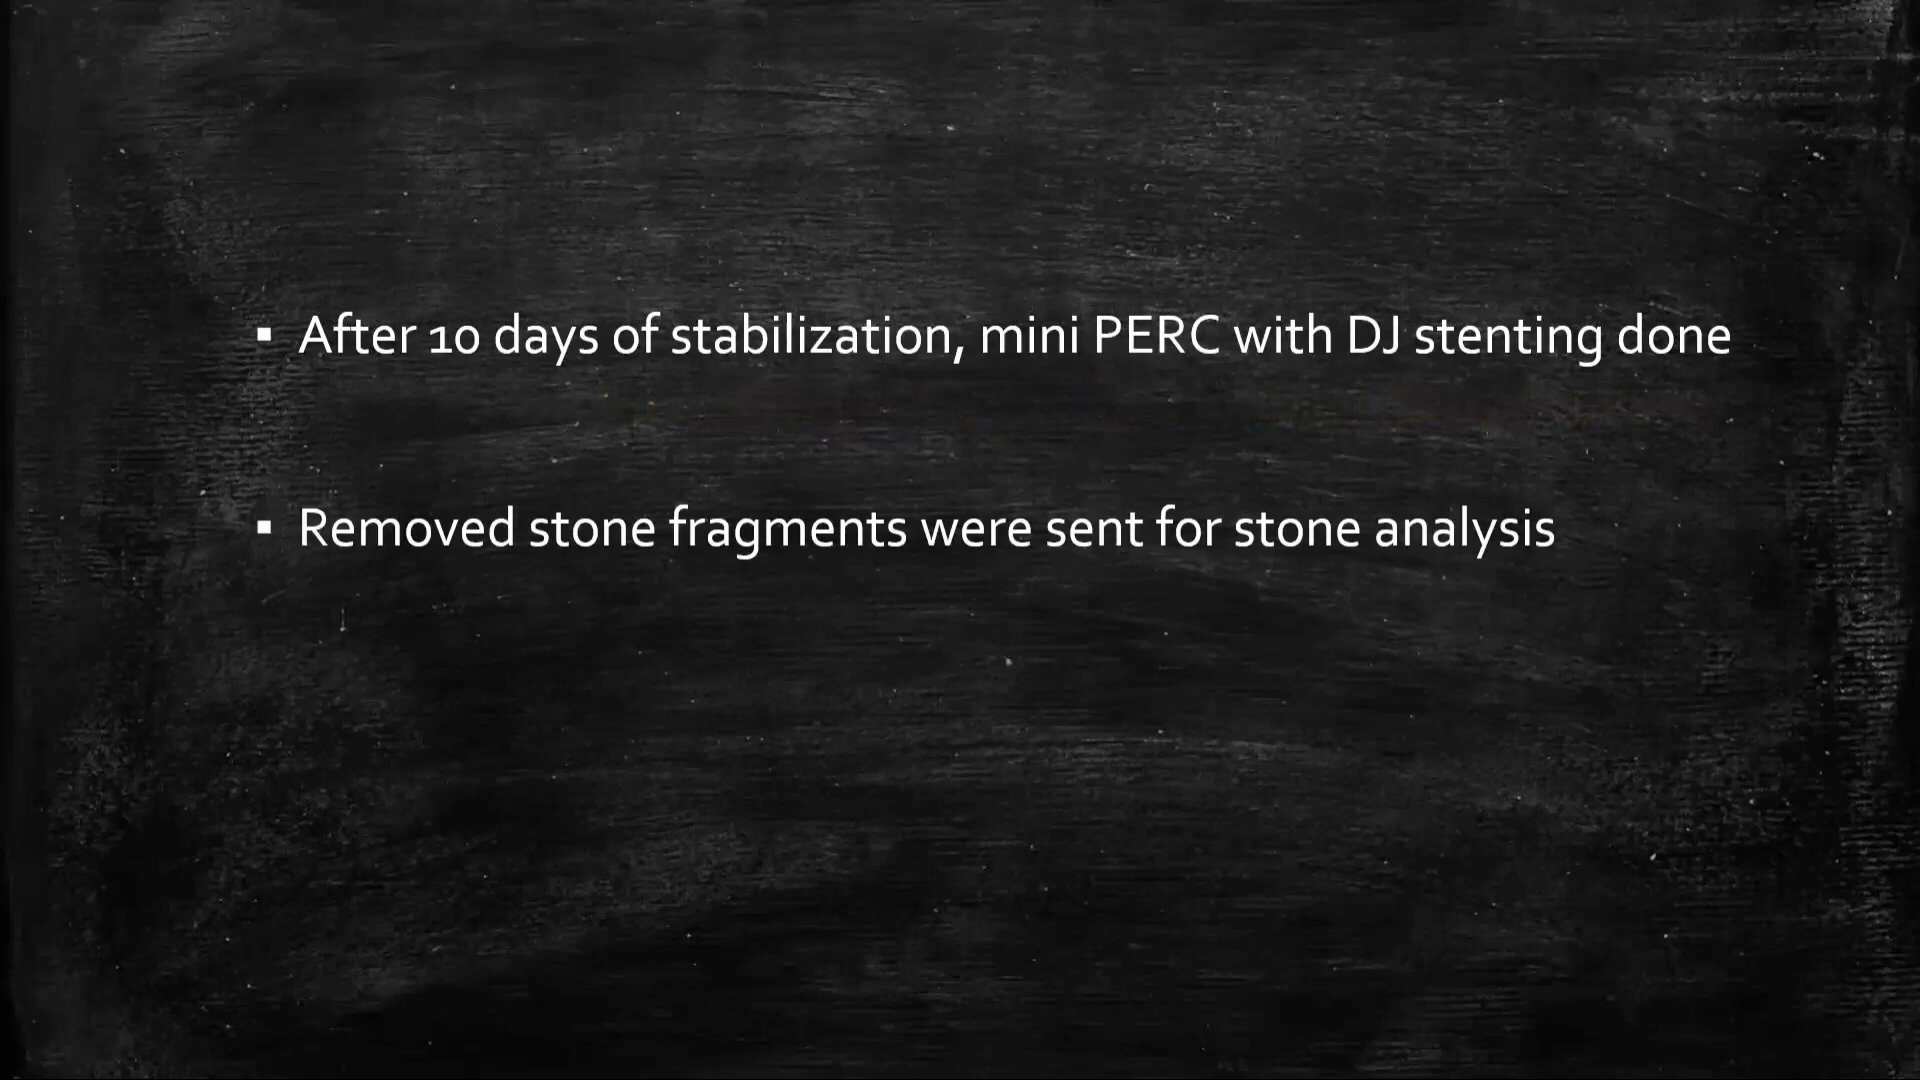 ▪ After 10 days of stabilization, mini PERC with DJ stenting done
▪ Removed stone fragments were sent for stone analysis